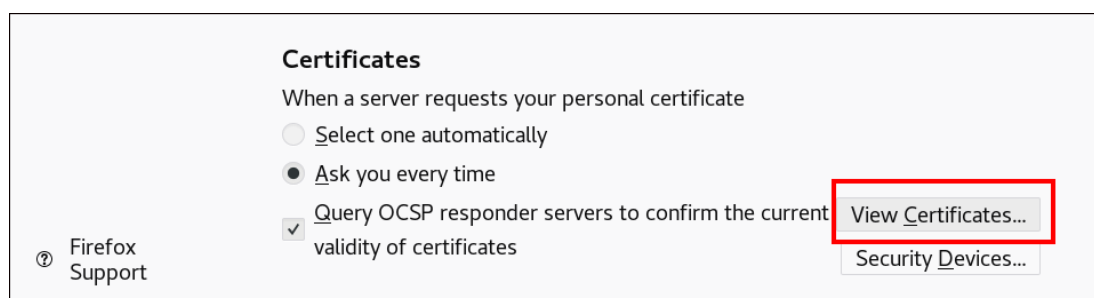 Certificates
When a server requests your personal certificate
Select one automatically
Ask you every time
Query OCSP responder servers to confirm the current
validity of certificates
View Certificates...
Security Devices...
Firefox
Support